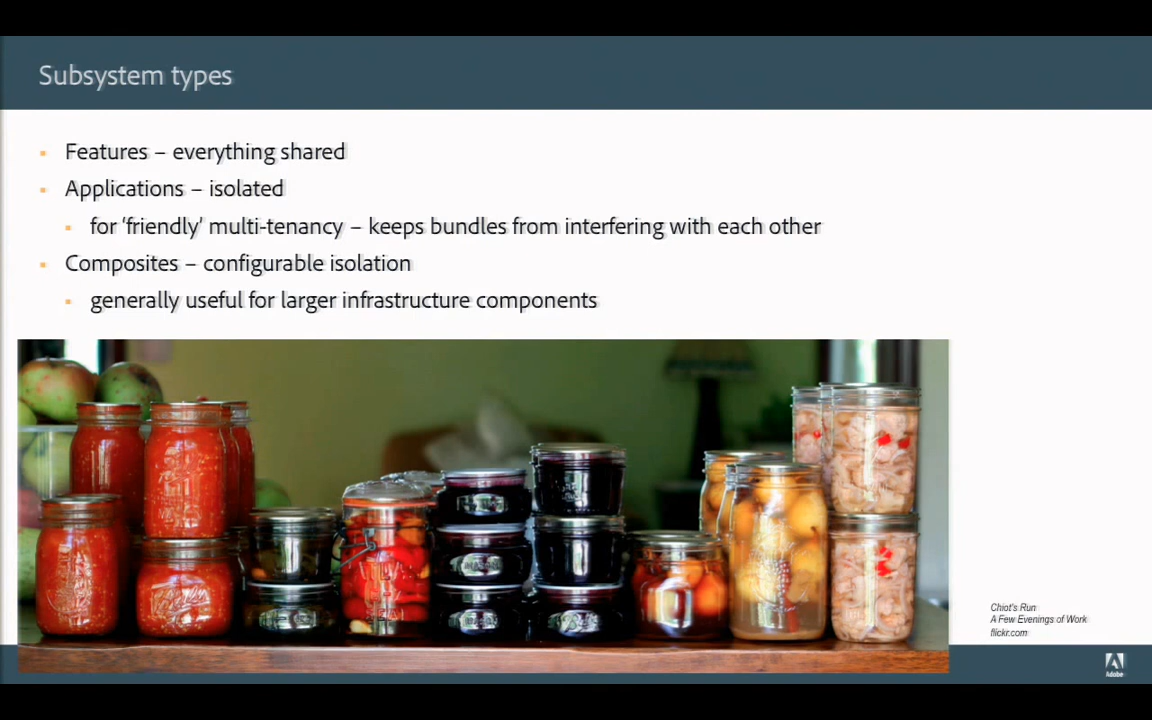 Subsystem types
Features – everything shared
Applications – isolated
for ‘friendly’ multi-tenancy – keeps bundles from interfering with each other
Composites – configurable isolation
generally useful for larger infrastructure components
Chiot's Run
A Few Evenings of Work
flickr.com
Adobe